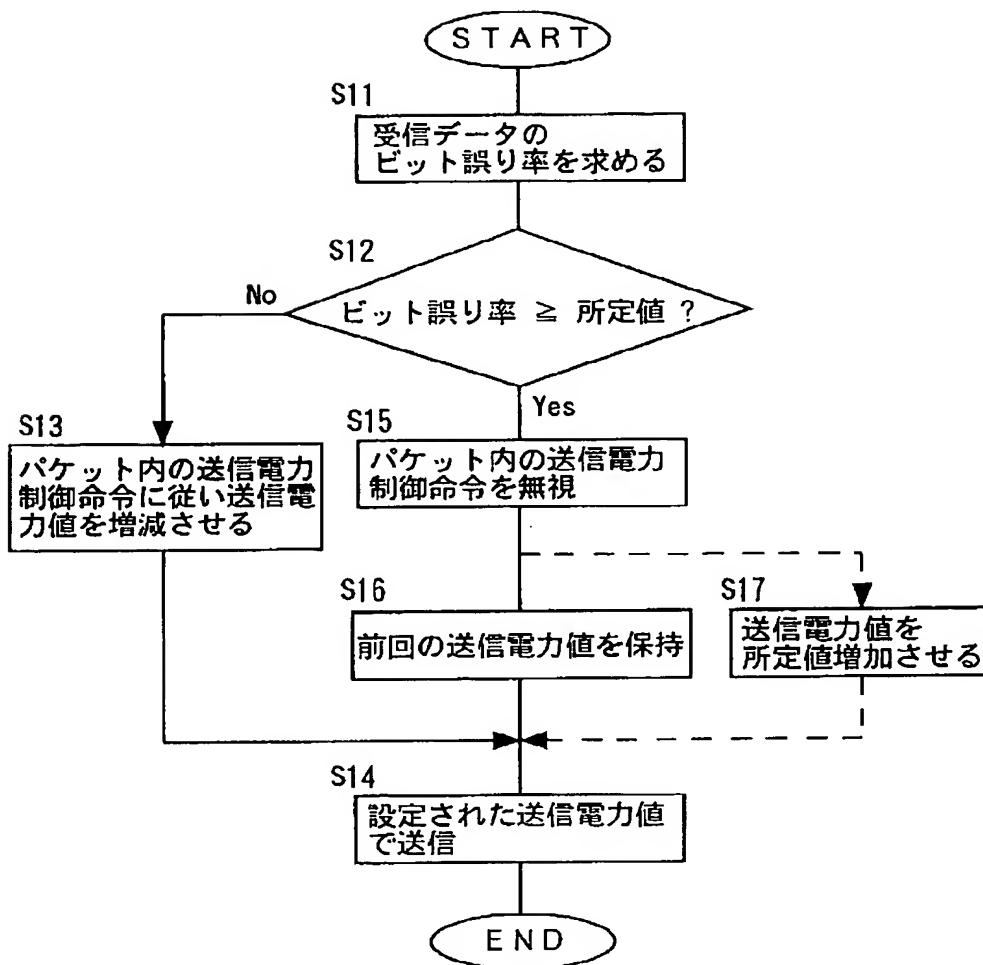 START
S11
受信データの
ビット誤り率を求める
S12
No
ビット誤り率 ≧ 所定値 ?
Yes
S13
パケット内の送信電力
制御命令に従い送信電
力値を増減させる
S15
パケット内の送信電力
制御命令を無視
S16
前回の送信電力値を保持
S17
送信電力値を
所定値増加させる
S14
設定された送信電力値
で送信
END